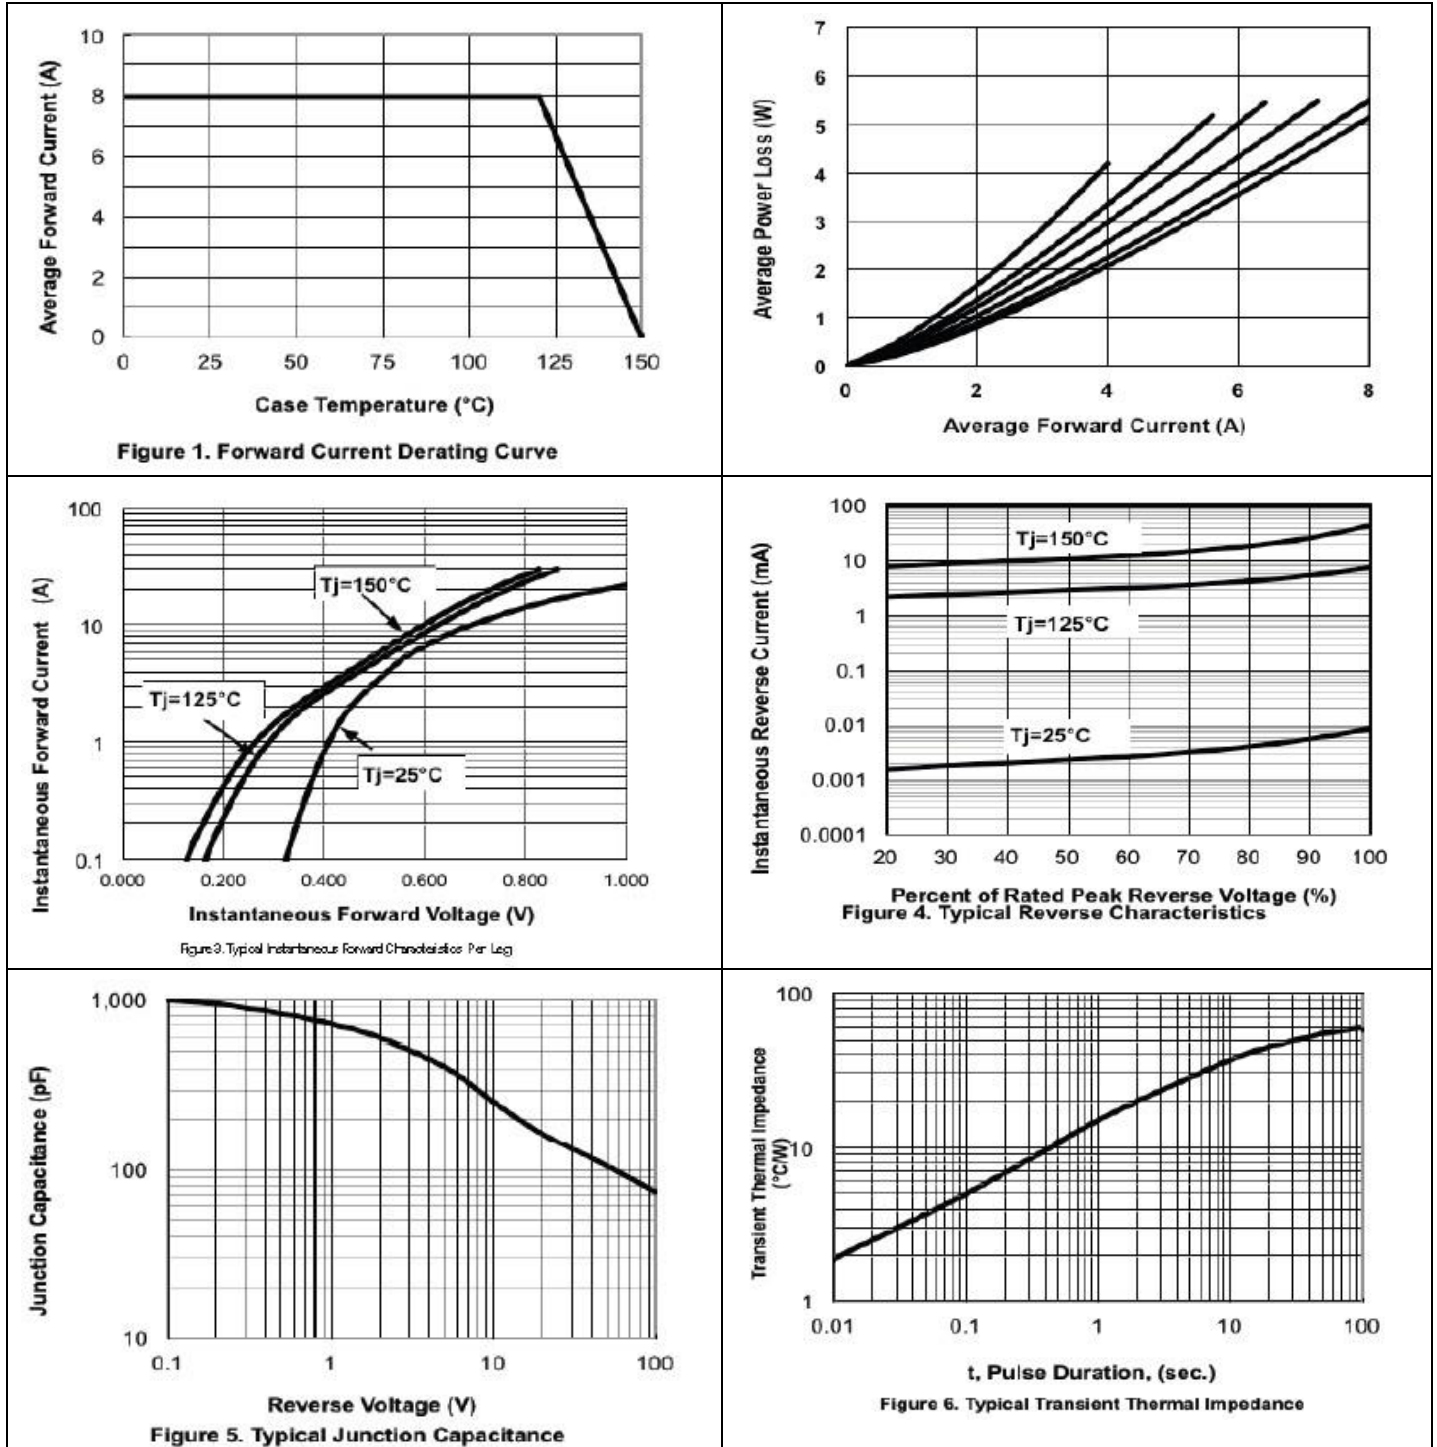 10
8
6
4
2
0
0 25 50 75 100 125 150
Average Forward Current (A)
Case Temperature (°C)
Figure 1. Forward Current Derating Curve
7
6
5
4
3
2
1
0
0 2 4 6 8
Average Power Loss (W)
Average Forward Current (A)
100
10
1
0.1
0.000 0.200 0.400 0.600 0.800 1.000
Instantaneous Forward Current (A)
Tj=150°C
Tj=125°C
Tj=25°C
Instantaneous Forward Voltage (V)
Figure 3. Typical Instantaneous Forward Characteristics Per Leg
100
10
1
0.1
0.01
0.001
0.0001
20 30 40 50 60 70 80 90 100
Instantaneous Reverse Current (mA)
Tj=150°C
Tj=125°C
Tj=25°C
Percent of Rated Peak Reverse Voltage (%)
Figure 4. Typical Reverse Characteristics
1,000
100
10
0.1 1 10 100
Junction Capacitance (pF)
Reverse Voltage (V)
Figure 5. Typical Junction Capacitance
100
10
1
0.01 0.1 1 10 100
Transient Thermal Impedance
(°C/W)
t, Pulse Duration, (sec.)
Figure 6. Typical Transient Thermal Impedance